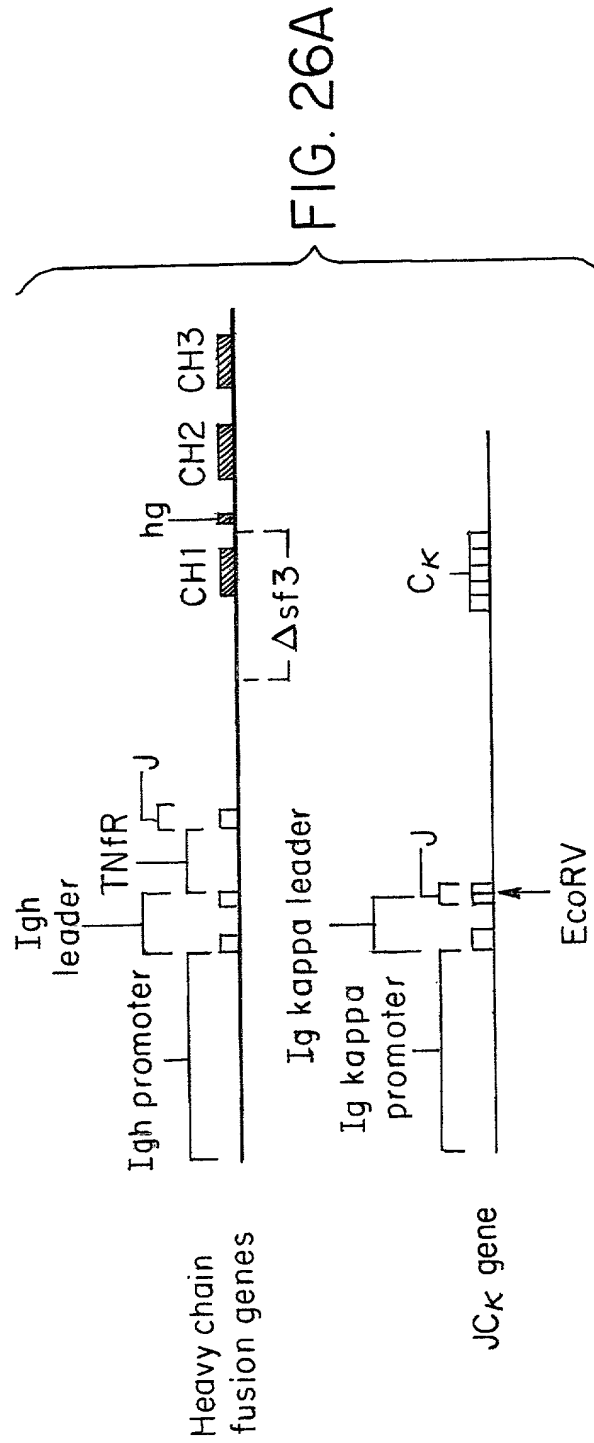 Heavy chain
fusion genes
Igh promoter
Igh
leader
TNfR
J
Δsf3
CH1
hg
CH2
CH3
JCκ gene
Ig kappa
promoter
Ig kappa leader
J
EcoRV
Cκ
FIG. 26A